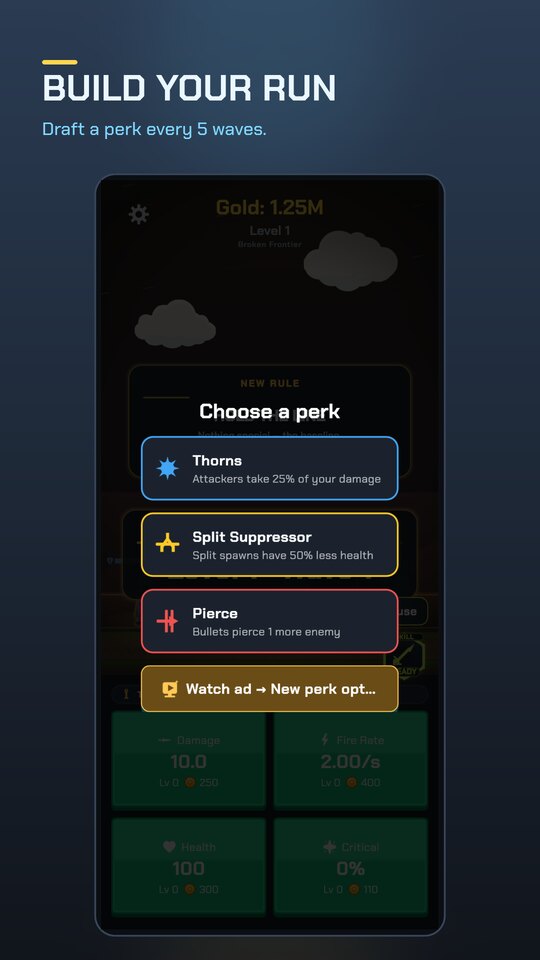 BUILD YOUR RUN
Draft a perk every 5 waves.
Gold: 1.25M
Level 1
Broken Frontier
NEW RULE
Choose a perk
Thorns
Attackers take 25% of your damage
Split Suppressor
Split spawns have 50% less health
Pierce
Bullets pierce 1 more enemy
Watch ad → New perk opt...
Damage
10.0
Lv 0 250
Fire Rate
2.00/s
Lv 0 400
Health
100
Lv 0 300
Critical
0%
Lv 0 110